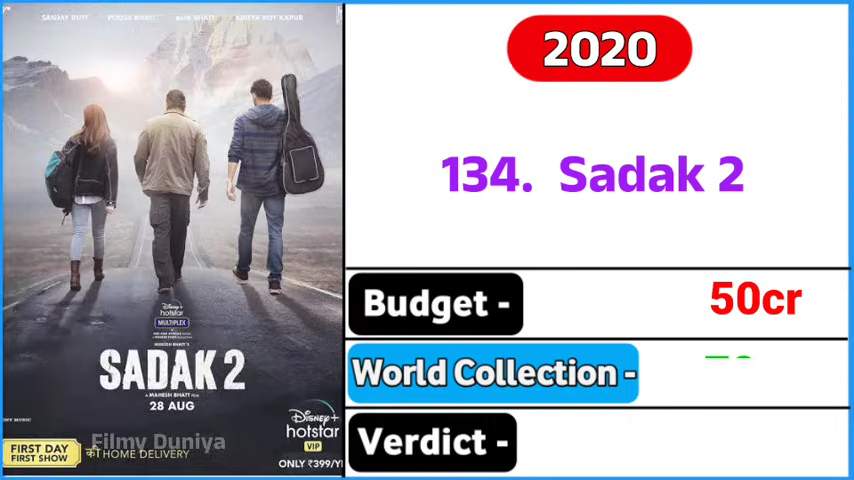 SANJAY DUTT POOJA BHATT ALIA BHATT ADITYA ROY KAPUR
2020
134. Sadak 2
Budget -
50cr
World Collection -
Verdict -
Disney+
hotstar
MULTIPLEX
MAHESH BHATT'S
SADAK 2
A MAHESH BHATT FILM
28 AUG
Disney+
hotstar
VIP
ONLY ₹399/Y
FIRST DAY
FIRST SHOW
की HOME DELIVERY
Filmy Duniya